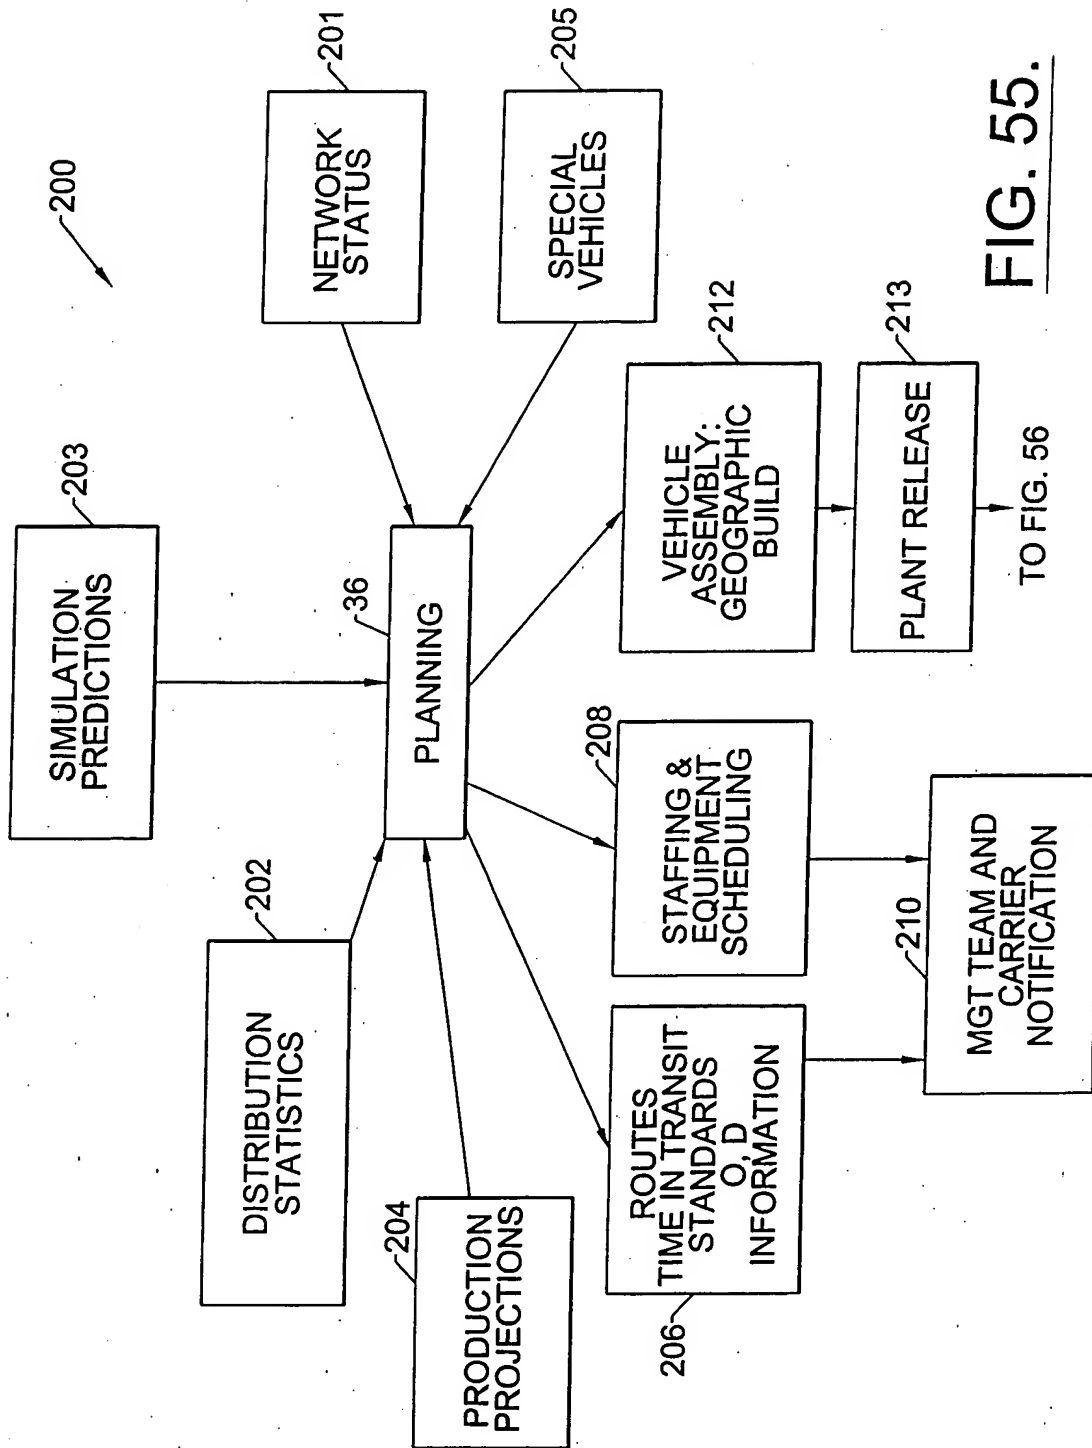 200
203
SIMULATION
PREDICTIONS
202
DISTRIBUTION
STATISTICS
201
NETWORK
STATUS
204
PRODUCTION
PROJECTIONS
36
PLANNING
205
SPECIAL
VEHICLES
206
ROUTES
TIME IN TRANSIT
STANDARDS
O, D
INFORMATION
208
STAFFING &
EQUIPMENT
SCHEDULING
212
VEHICLE
ASSEMBLY:
GEOGRAPHIC
BUILD
210
MGT TEAM AND
CARRIER
NOTIFICATION
213
PLANT RELEASE
TO FIG. 56
FIG. 55.